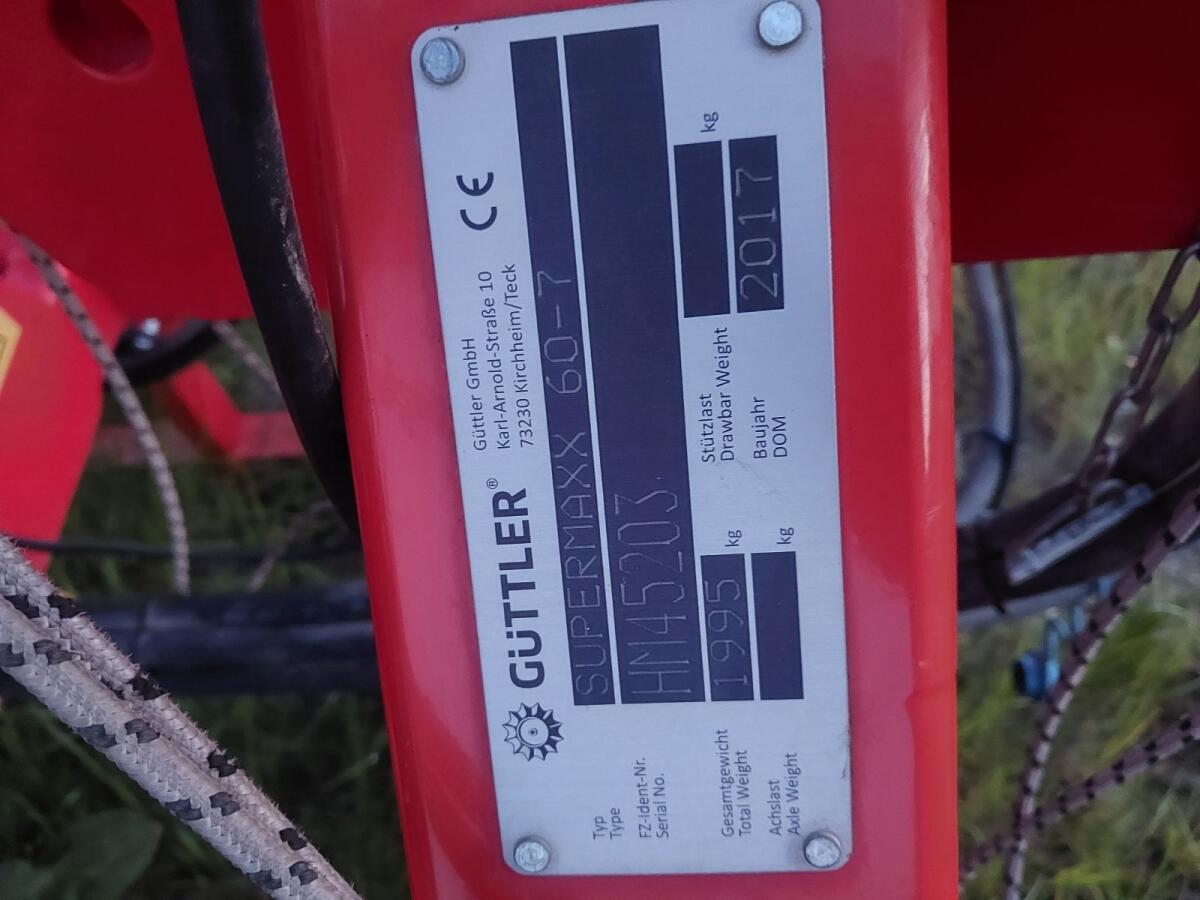 GÜTTLER®
Güttler GmbH
Karl-Arnold-Straße 10
73230 Kirchheim/Teck
CE
Typ
Type
SUPERMAXX 60-7
FZ-Ident-Nr.
Serial No.
HM45203
Gesamtgewicht
Total Weight
1995 kg
Stützlast
Drawbar Weight
kg
Achslast
Axle Weight
kg
Baujahr
DOM
2017